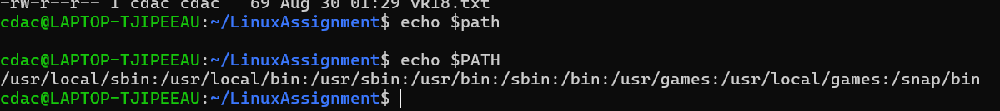 -rw-r--r-- 1 cdac cdac   69 Aug 30 01:29 vk18.txt
cdac@LAPTOP-TJIPEEAU:~/LinuxAssignment$ echo $path
cdac@LAPTOP-TJIPEEAU:~/LinuxAssignment$ echo $PATH
/usr/local/sbin:/usr/local/bin:/usr/sbin:/usr/bin:/sbin:/bin:/usr/games:/usr/local/games:/snap/bin
cdac@LAPTOP-TJIPEEAU:~/LinuxAssignment$